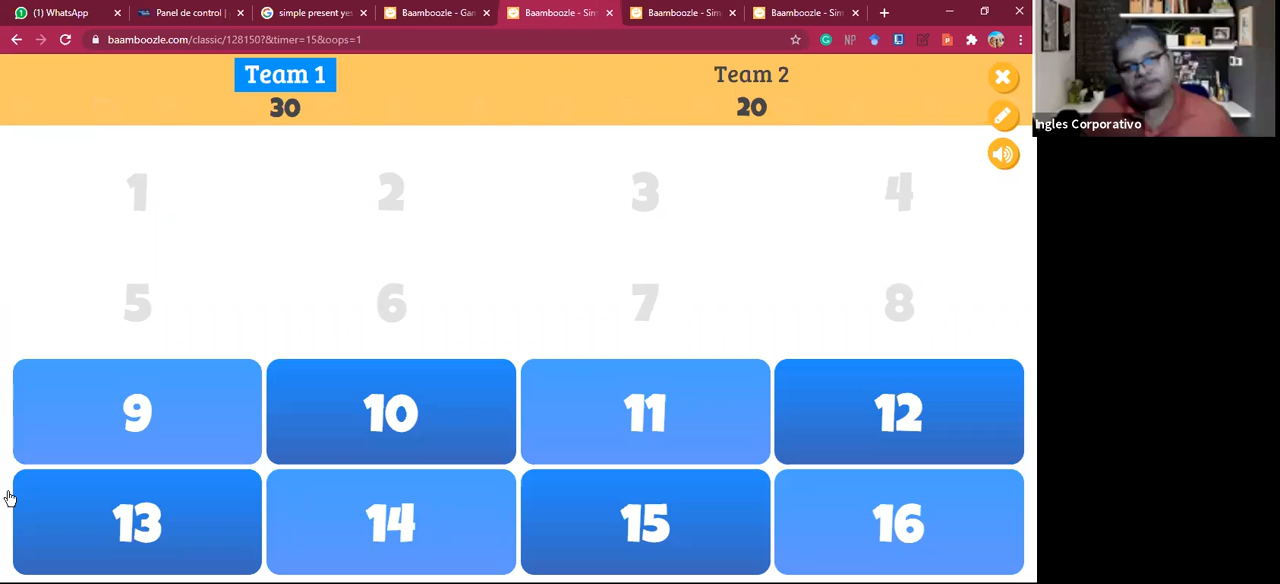 (1) WhatsApp
Panel de control |
simple present ye
Baamboozle - Gan
Baamboozle - Sim
Baamboozle - Sim
Baamboozle - Sim
baamboozle.com/classic/128150?&timer=15&oops=1
NP
Team 1
30
Team 2
20
Ingles Corporativo
1 2 3 4
5 6 7 8
9 10 11 12
13 14 15 16